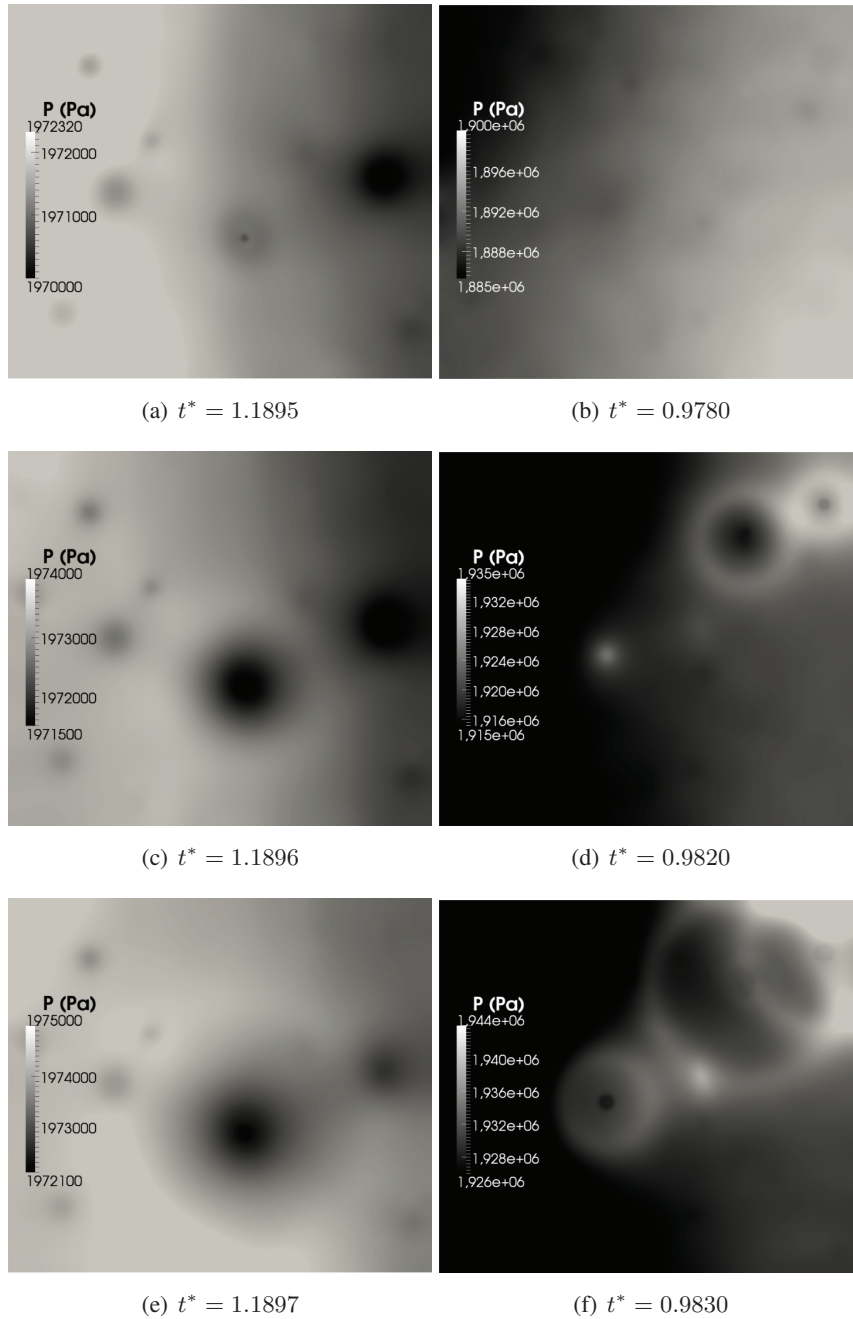 P (Pa)
1972320
1972000
1971000
1970000
(a) t* = 1.1895
P (Pa)
1,900e+06
1,896e+06
1,892e+06
1,888e+06
1,885e+06
(b) t* = 0.9780
P (Pa)
1974000
1973000
1972000
1971500
(c) t* = 1.1896
P (Pa)
1,935e+06
1,932e+06
1,928e+06
1,924e+06
1,920e+06
1,916e+06
1,915e+06
(d) t* = 0.9820
P (Pa)
1975000
1974000
1973000
1972100
(e) t* = 1.1897
P (Pa)
1,944e+06
1,940e+06
1,936e+06
1,932e+06
1,928e+06
1,926e+06
(f) t* = 0.9830